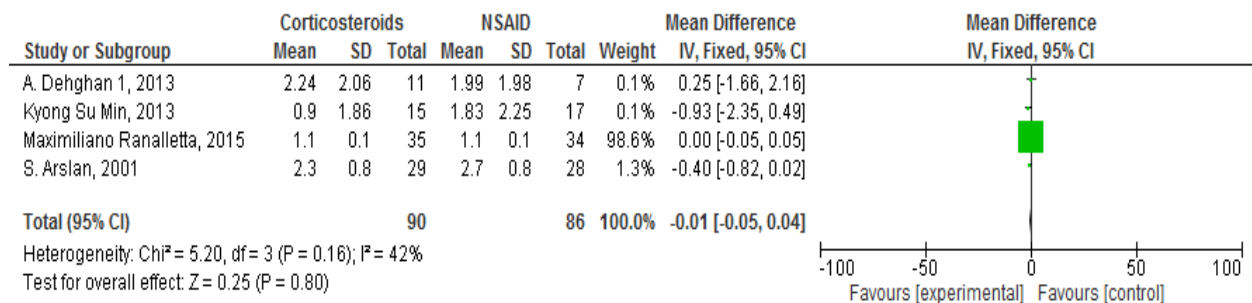 Corticosteroids NSAID Mean Difference Mean Difference
Study or Subgroup Mean SD Total Mean SD Total Weight IV, Fixed, 95% CI IV, Fixed, 95% CI
A. Dehghan 1, 2013 2.24 2.06 11 1.99 1.98 7 0.1% 0.25 [-1.66, 2.16]
Kyong Su Min, 2013 0.9 1.86 15 1.83 2.25 17 0.1% -0.93 [-2.35, 0.49]
Maximiliano Ranalletta, 2015 1.1 0.1 35 1.1 0.1 34 98.6% 0.00 [-0.05, 0.05]
S. Arslan, 2001 2.3 0.8 29 2.7 0.8 28 1.3% -0.40 [-0.82, 0.02]
Total (95% CI) 90 86 100.0% -0.01 [-0.05, 0.04]
Heterogeneity: Chi² = 5.20, df = 3 (P = 0.16); I² = 42%
Test for overall effect: Z = 0.25 (P = 0.80)
-100 -50 0 50 100
Favours [experimental] Favours [control]